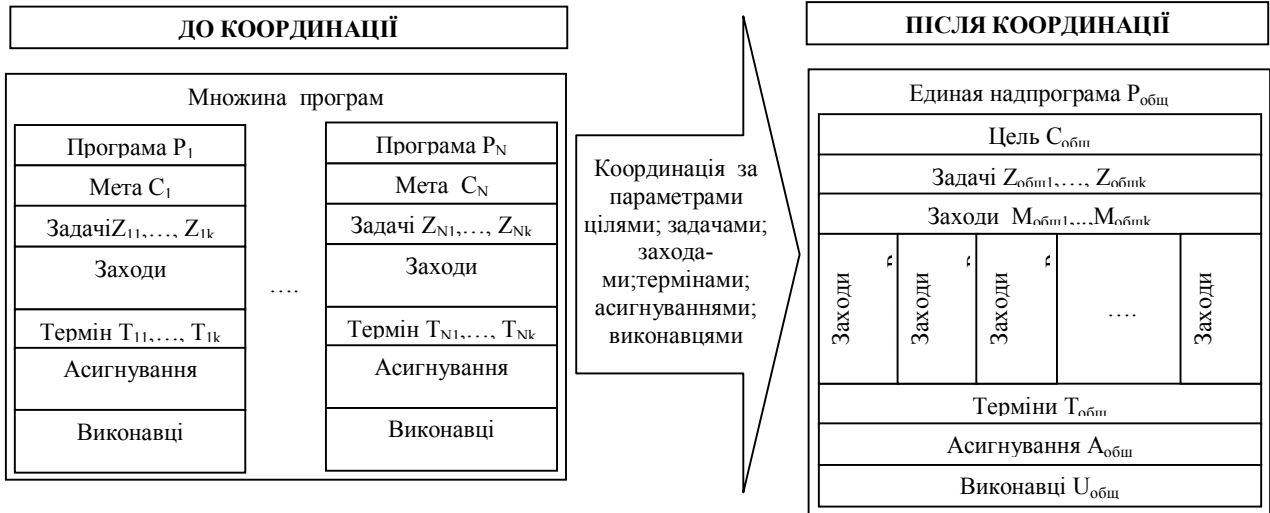 ДО КООРДИНАЦІЇ
Множина програм
Програма P1
Мета C1
ЗадачіZ11,…, Z1k
Заходи
Термін T11,…, T1k
Асигнування
Виконавці
….
Програма PN
Мета CN
Задачі ZN1,…, ZNk
Заходи
Термін TN1,…, TNk
Асигнування
Виконавці
Координація за
параметрами
цілями; задачами;
захода-
ми;термінами;
асигнуваннями;
виконавцями
ПІСЛЯ КООРДИНАЦІЇ
Единая надпрограма Pобщ
Цель Cобщ
Задачі Zобщ1,…, Zобщk
Заходи Mобщ1,..,Mобщk
Заходи
Заходи
Заходи
….
Заходи
Терміни Tобщ
Асигнування Aобщ
Виконавці Uобщ